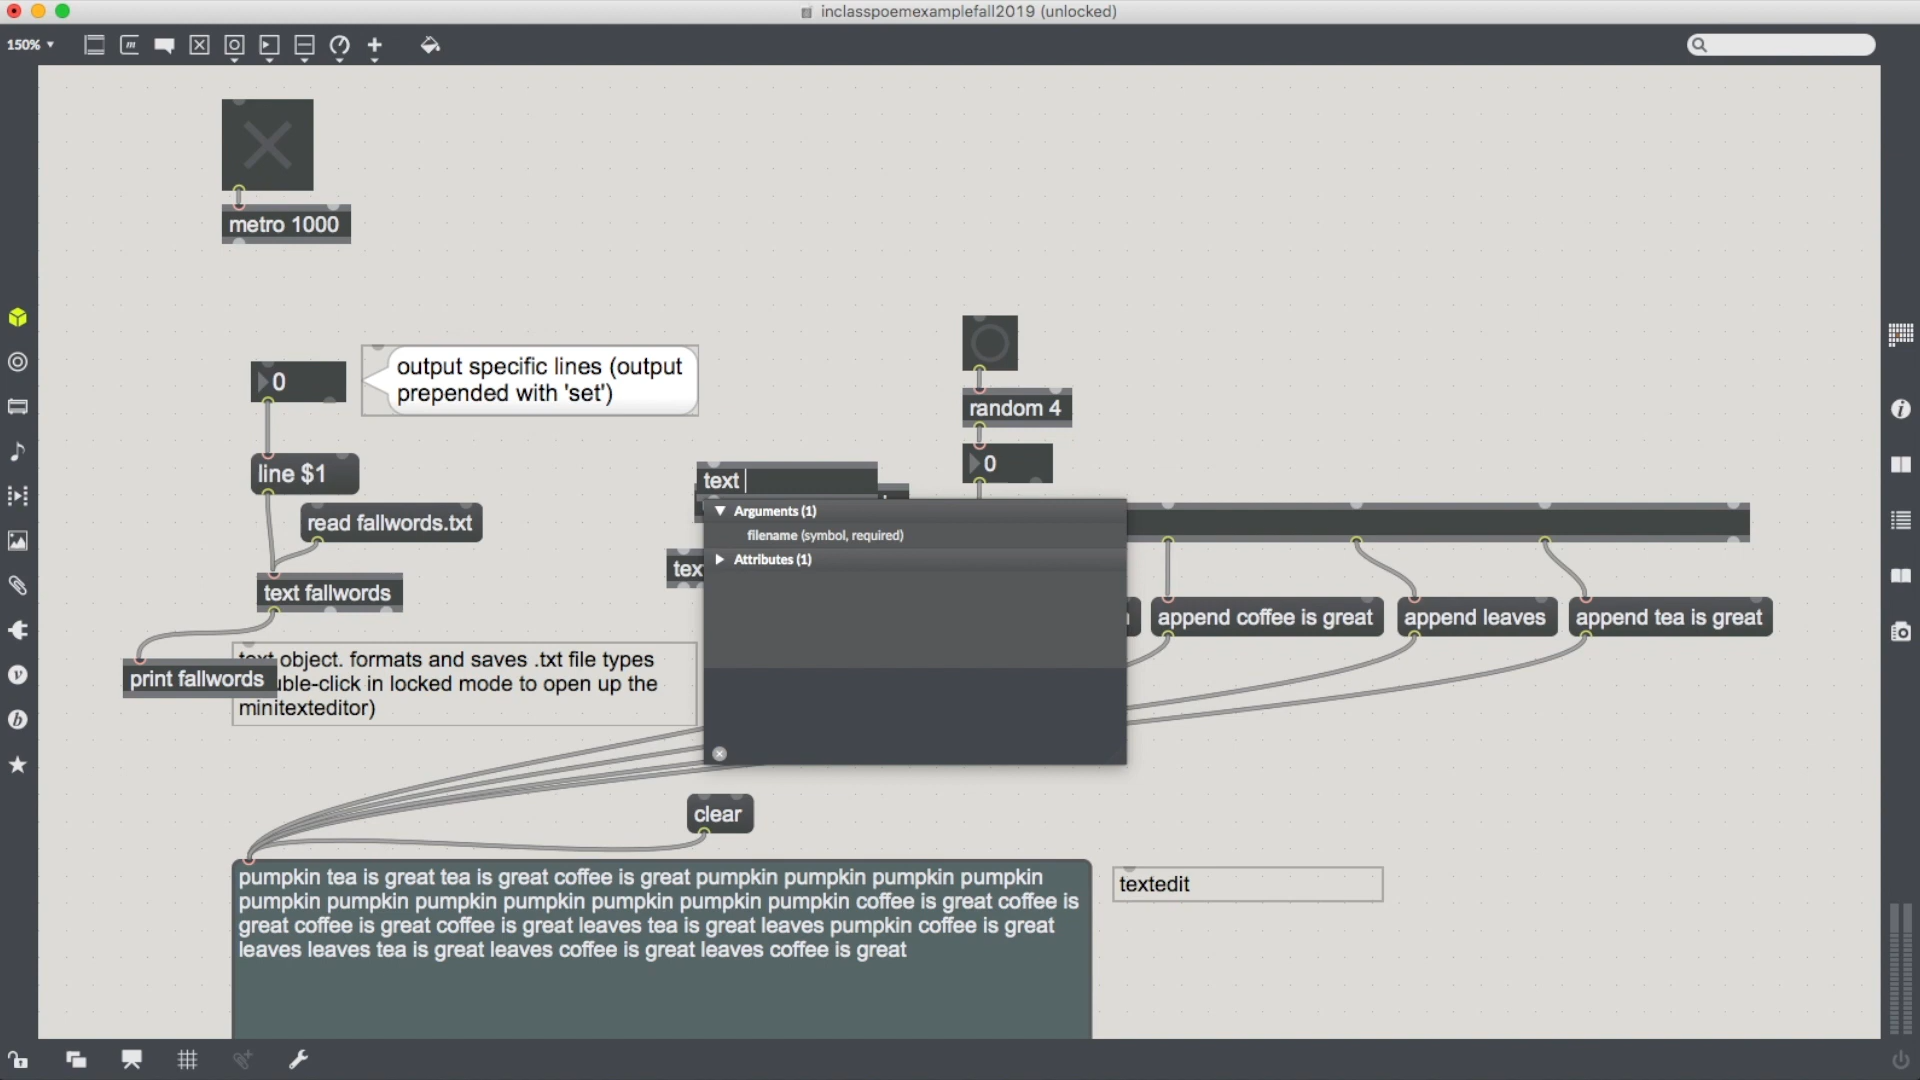 inclasspoemexamplefall2019 (unlocked)
150%
metro 1000
0
output specific lines (output
prepended with 'set')
line $1
read fallwords.txt
text fallwords
print fallwords
object. formats and saves .txt file types
double-click in locked mode to open up the
minitexteditor)
random 4
0
text
Arguments (1)
filename (symbol, required)
Attributes (1)
append coffee is great
append leaves
append tea is great
clear
pumpkin tea is great tea is great coffee is great pumpkin pumpkin pumpkin pumpkin
pumpkin pumpkin pumpkin pumpkin pumpkin pumpkin pumpkin coffee is great coffee is
great coffee is great coffee is great leaves tea is great leaves pumpkin coffee is great
leaves leaves tea is great leaves coffee is great leaves coffee is great
textedit